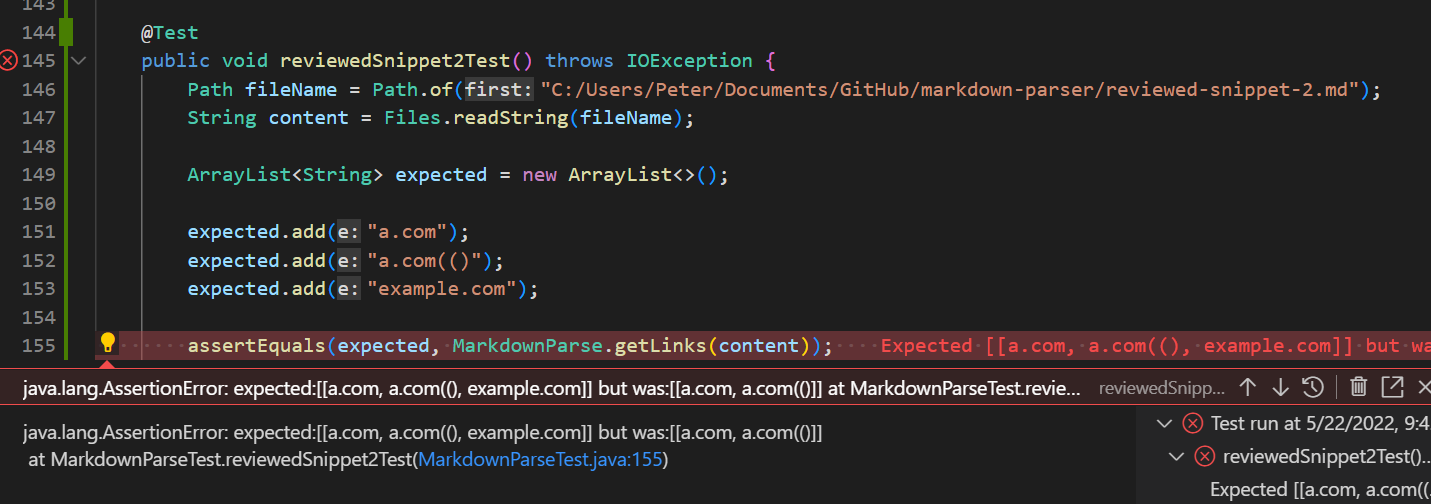 143
144 @Test
145 public void reviewedSnippet2Test() throws IOException {
146 Path fileName = Path.of(first: "C:/Users/Peter/Documents/GitHub/markdown-parser/reviewed-snippet-2.md");
147 String content = Files.readString(fileName);
148
149 ArrayList<String> expected = new ArrayList<>();
150
151 expected.add(e: "a.com");
152 expected.add(e: "a.com(()");
153 expected.add(e: "example.com");
154
155 assertEquals(expected, MarkdownParse.getLinks(content)); Expected [[a.com, a.com((), example.com]] but wa
java.lang.AssertionError: expected:[[a.com, a.com((), example.com]] but was:[[a.com, a.com(()]] at MarkdownParseTest.revie... reviewedSnipp...
java.lang.AssertionError: expected:[[a.com, a.com((), example.com]] but was:[[a.com, a.com(()]]
at MarkdownParseTest.reviewedSnippet2Test(MarkdownParseTest.java:155)
Test run at 5/22/2022, 9:4
reviewedSnippet2Test()...
Expected [[a.com, a.com((